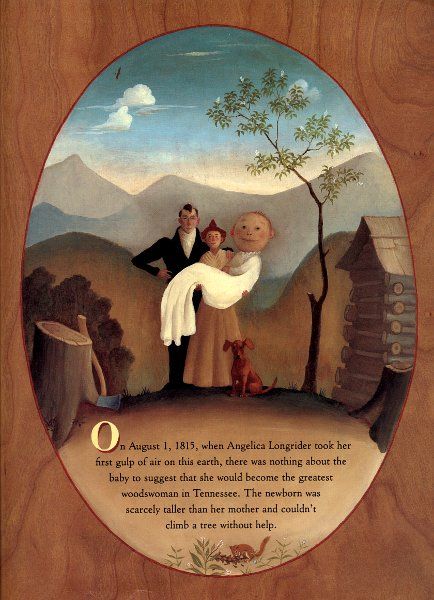 On August 1, 1815, when Angelica Longrider took her
first gulp of air on this earth, there was nothing about the
baby to suggest that she would become the greatest
woodswoman in Tennessee. The newborn was
scarcely taller than her mother and couldn't
climb a tree without help.